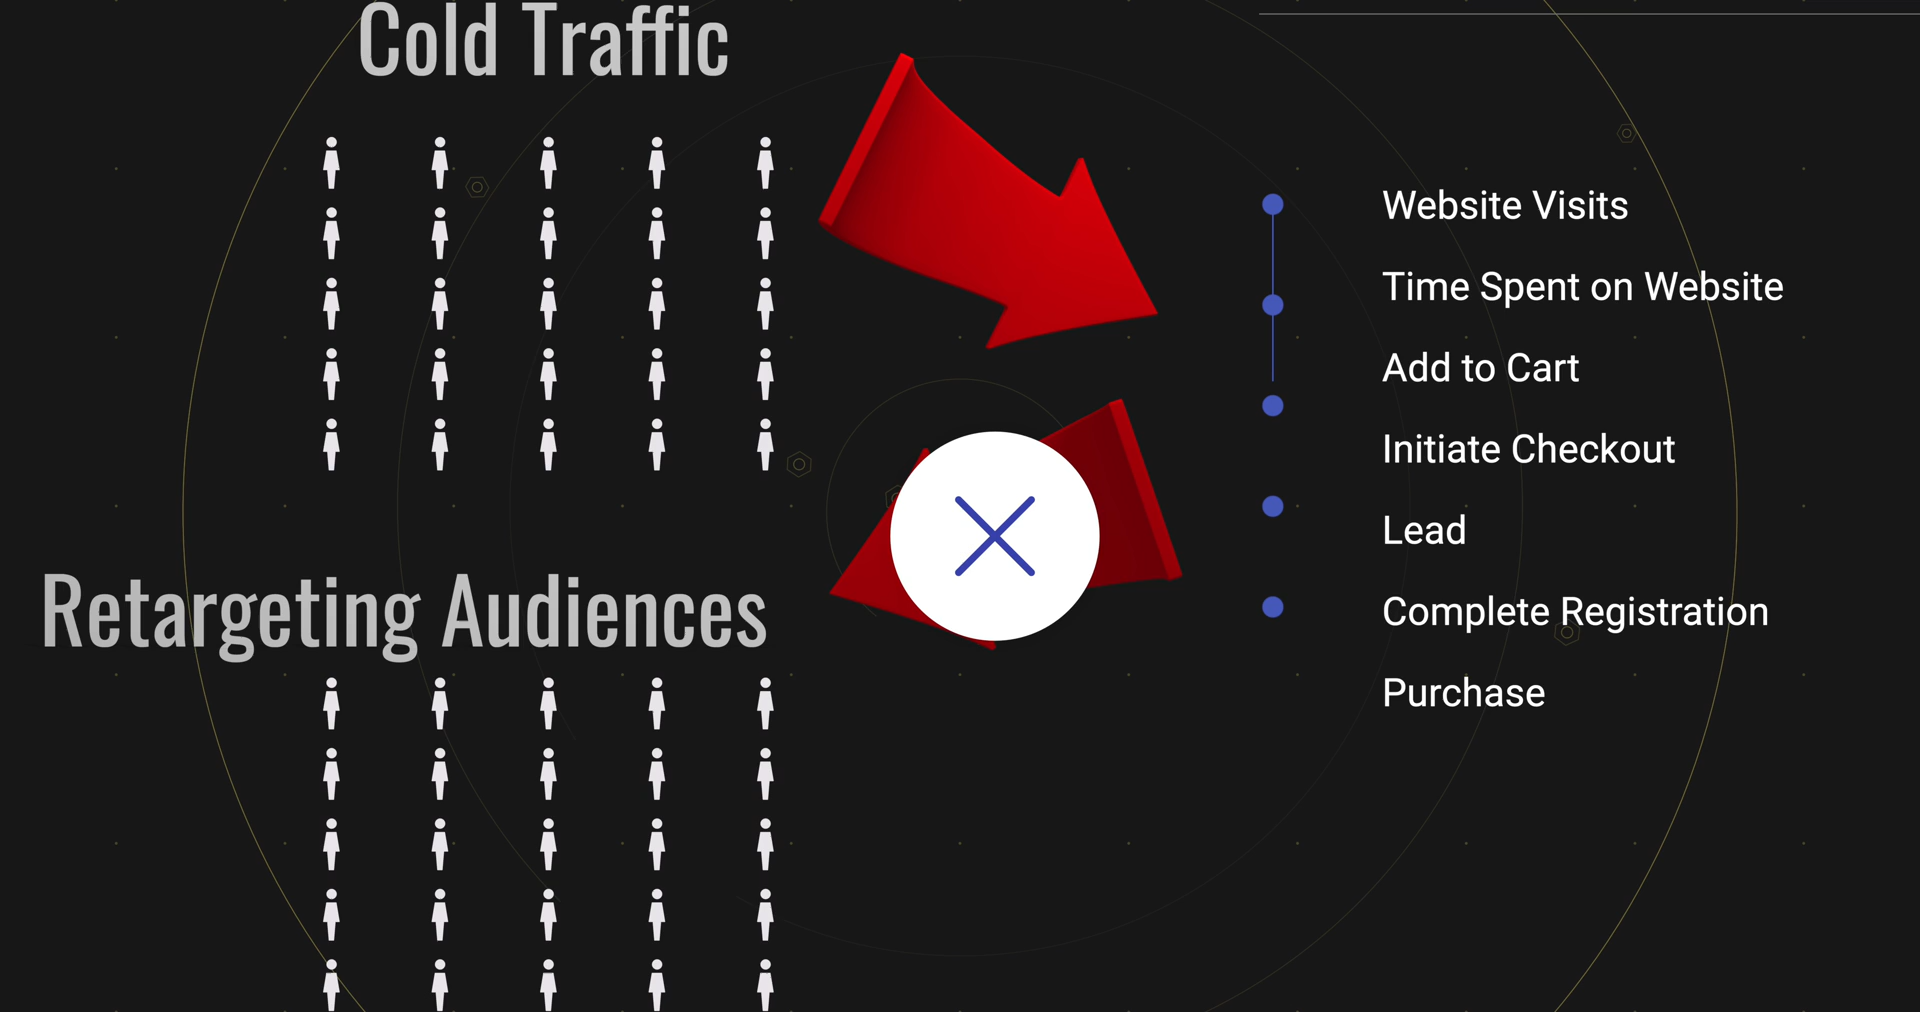 Cold Traffic
Website Visits
Time Spent on Website
Add to Cart
Initiate Checkout
Lead
Retargeting Audiences
Complete Registration
Purchase